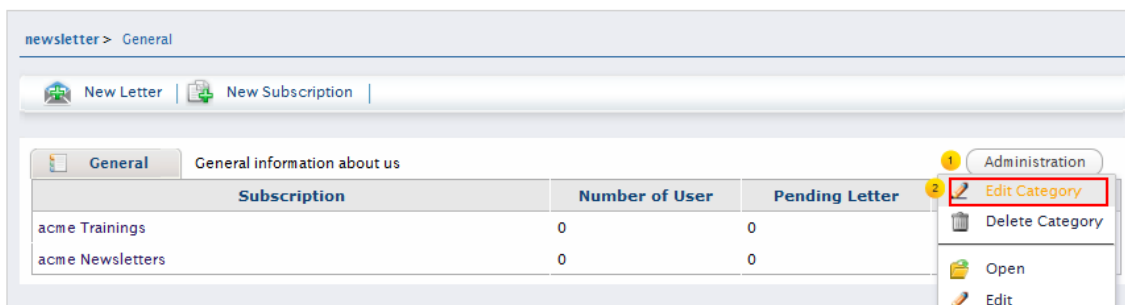 newsletter > General
New Letter | New Subscription |
General General information about us 1 Administration
Subscription Number of User Pending Letter 2 Edit Category
acme Trainings 0 0 Delete Category
acme Newsletters 0 0
Open
Edit